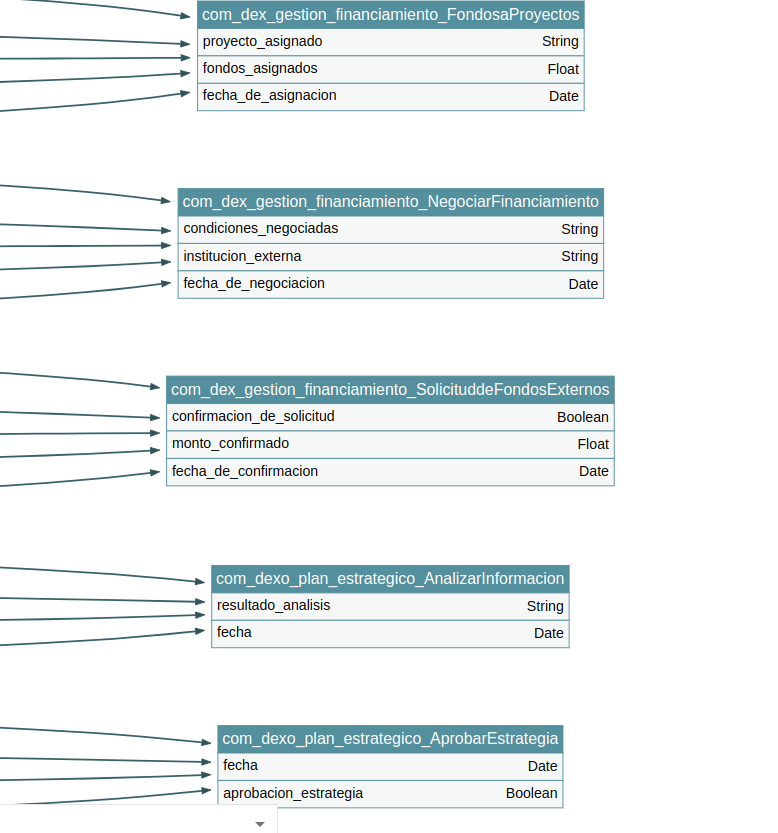 com_dex_gestion_financiamiento_FondosaProyectos
proyecto_asignado String
fondos_asignados Float
fecha_de_asignacion Date
com_dex_gestion_financiamiento_NegociarFinanciamiento
condiciones_negociadas String
institucion_externa String
fecha_de_negociacion Date
com_dex_gestion_financiamiento_SolicituddeFondosExternos
confirmacion_de_solicitud Boolean
monto_confirmado Float
fecha_de_confirmacion Date
com_dexo_plan_estrategico_AnalizarInformacion
resultado_analisis String
fecha Date
com_dexo_plan_estrategico_AprobarEstrategia
fecha Date
aprobacion_estrategia Boolean